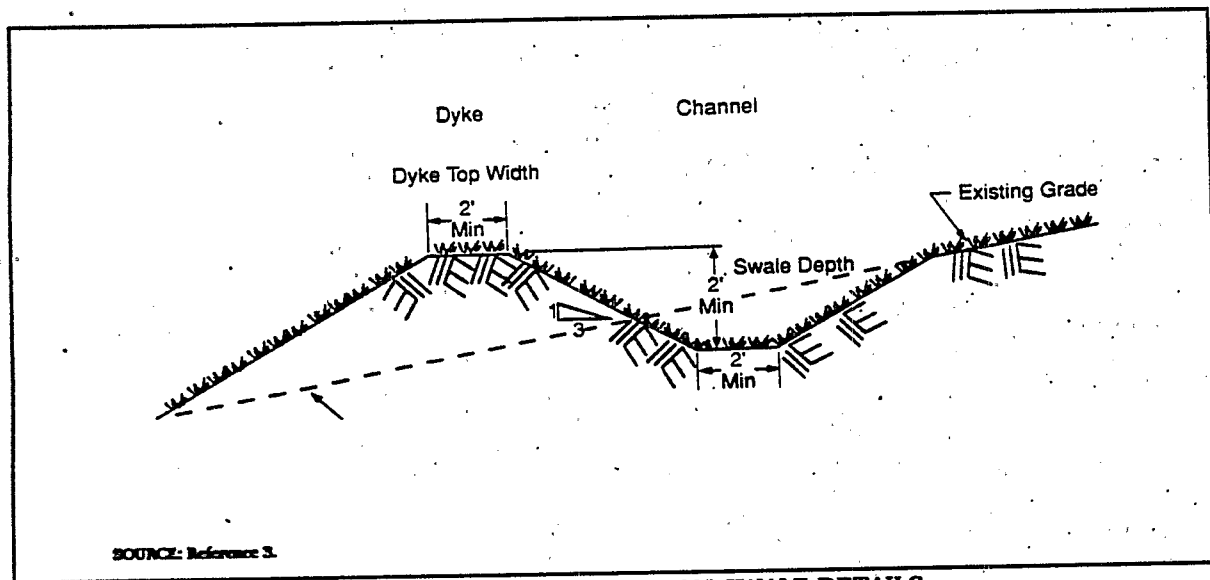 Dyke
Channel
Dyke Top Width
Existing Grade
2'
Min
Swale Depth
2'
Min
1
3
2'
Min
SOURCE: Reference 3.